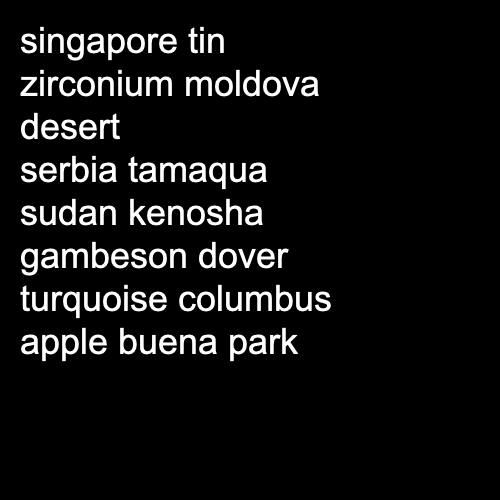 singapore tin
zirconium moldova
desert
serbia tamaqua
sudan kenosha
gambeson dover
turquoise columbus
apple buena park